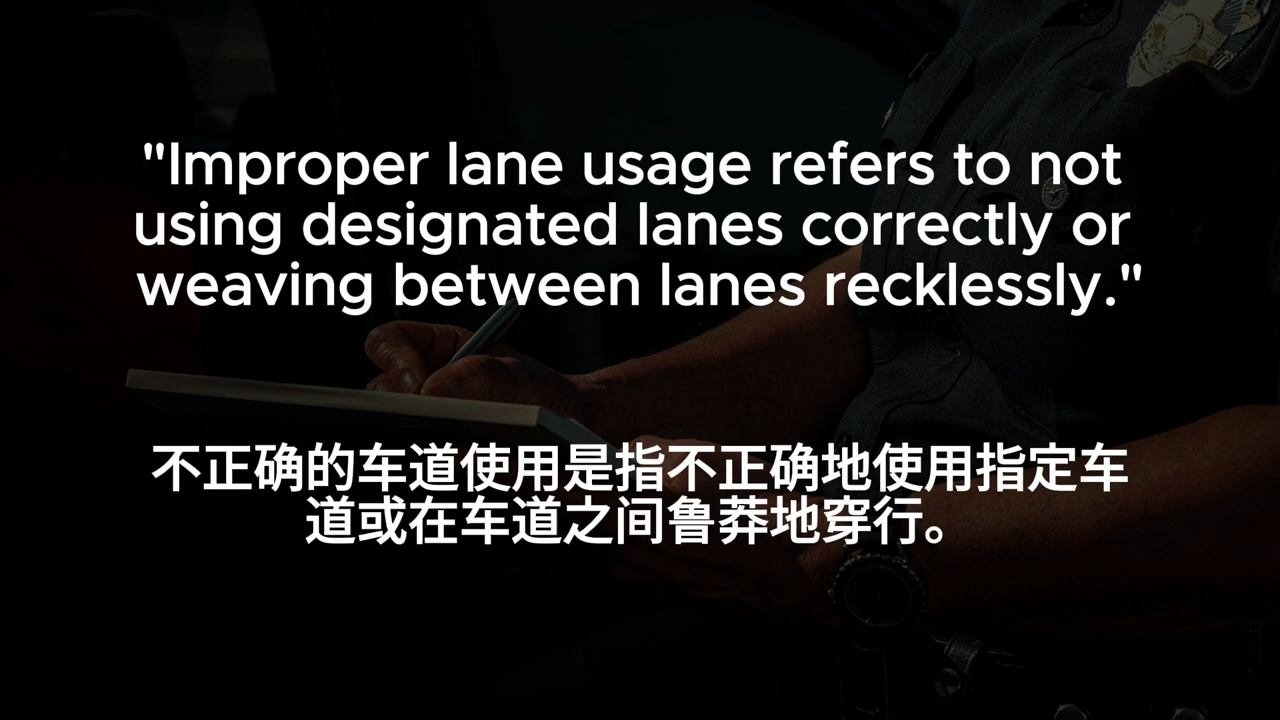 "Improper lane usage refers to not
using designated lanes correctly or
weaving between lanes recklessly."
不正确的车道使用是指不正确地使用指定车
道或在车道之间鲁莽地穿行。